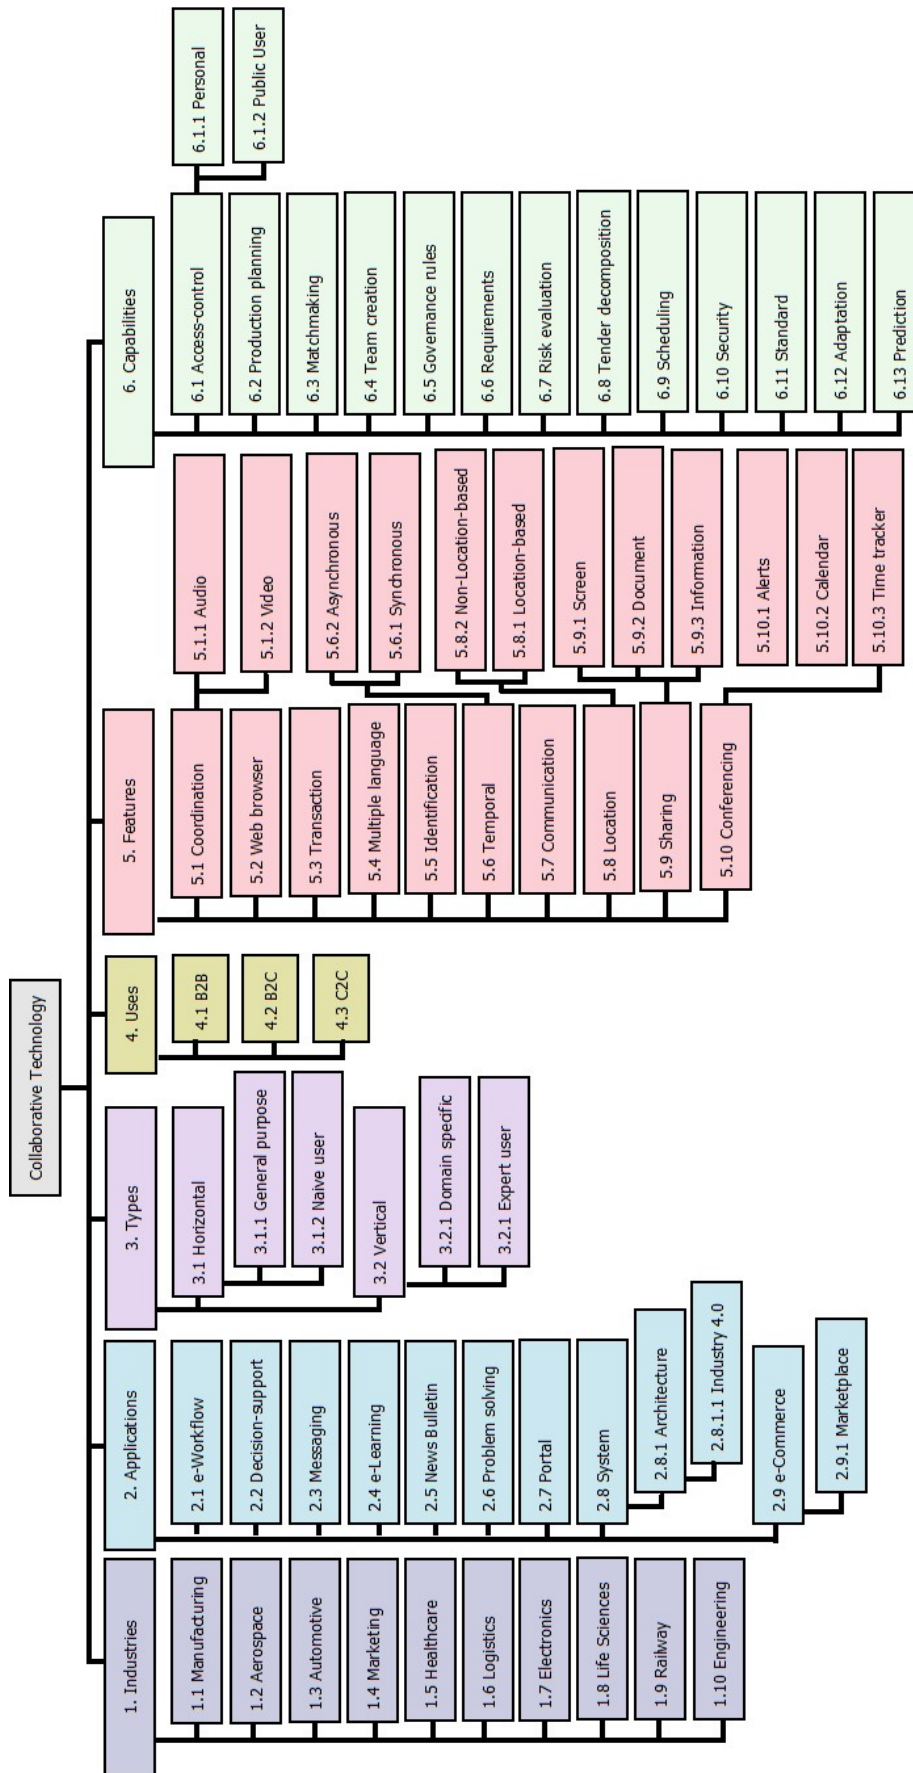 Collaborative Technology
1. Industries
1.1 Manufacturing
1.2 Aerospace
1.3 Automotive
1.4 Marketing
1.5 Healthcare
1.6 Logistics
1.7 Electronics
1.8 Life Sciences
1.9 Railway
1.10 Engineering
2. Applications
2.1 e-Workflow
2.2 Decision-support
2.3 Messaging
2.4 e-Learning
2.5 News Bulletin
2.6 Problem solving
2.7 Portal
2.8 System
2.8.1 Architecture
2.8.1.1 Industry 4.0
2.9 e-Commerce
2.9.1 Marketplace
3. Types
3.1 Horizontal
3.1.1 General purpose
3.1.2 Naive user
3.2 Vertical
3.2.1 Domain specific
3.2.1 Expert user
4. Uses
4.1 B2B
4.2 B2C
4.3 C2C
5. Features
5.1 Coordination
5.1.1 Audio
5.1.2 Video
5.2 Web browser
5.3 Transaction
5.4 Multiple language
5.5 Identification
5.6 Temporal
5.6.2 Asynchronous
5.6.1 Synchronous
5.7 Communication
5.8 Location
5.8.2 Non-Location-based
5.8.1 Location-based
5.9 Sharing
5.9.1 Screen
5.9.2 Document
5.9.3 Information
5.10 Conferencing
5.10.1 Alerts
5.10.2 Calendar
5.10.3 Time tracker
6. Capabilities
6.1 Access-control
6.1.1 Personal
6.1.2 Public User
6.2 Production planning
6.3 Matchmaking
6.4 Team creation
6.5 Governance rules
6.6 Requirements
6.7 Risk evaluation
6.8 Tender decomposition
6.9 Scheduling
6.10 Security
6.11 Standard
6.12 Adaptation
6.13 Prediction